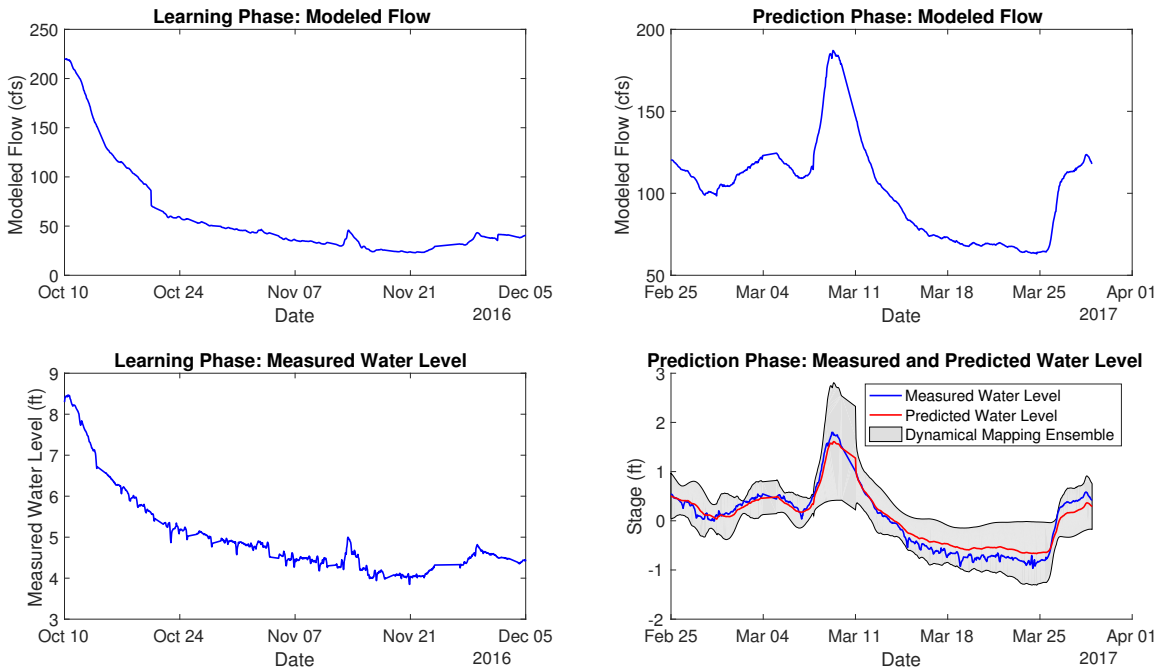 Learning Phase: Modeled Flow
250
200
150
100
50
0
Modeled Flow (cfs)
Oct 10
Oct 24
Nov 07
Nov 21
Dec 05
Date
2016
Prediction Phase: Modeled Flow
200
150
100
50
Modeled Flow (cfs)
Feb 25
Mar 04
Mar 11
Mar 18
Mar 25
Apr 01
Date
2017
Learning Phase: Measured Water Level
9
8
7
6
5
4
3
Measured Water Level (ft)
Oct 10
Oct 24
Nov 07
Nov 21
Dec 05
Date
2016
Prediction Phase: Measured and Predicted Water Level
3
2
1
0
-1
-2
Stage (ft)
Measured Water Level
Predicted Water Level
Dynamical Mapping Ensemble
Feb 25
Mar 04
Mar 11
Mar 18
Mar 25
Apr 01
Date
2017